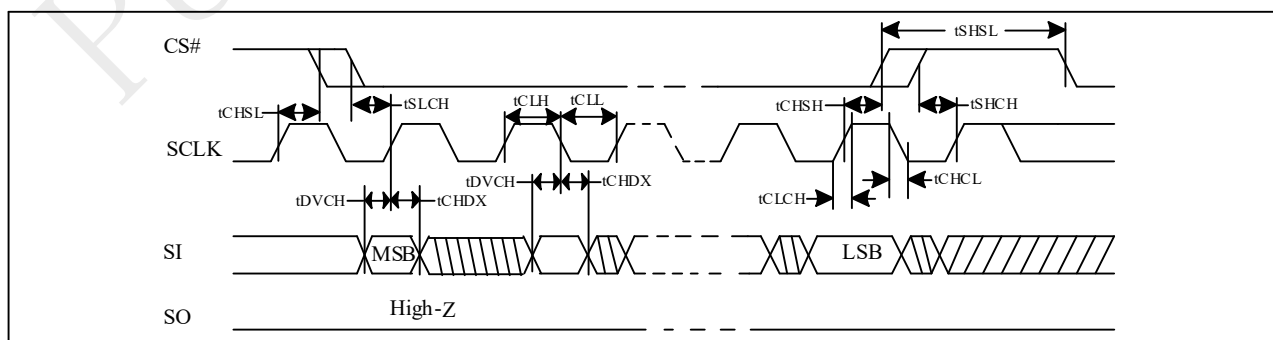 CS#
tSHSL
tCHSL
tSLCH
tCLH
tCLL
tCHSH
tSHCH
SCLK
tDVCH
tCHDX
tDVCH
tCHDX
tCLCH
tCHCL
SI
MSB
LSB
SO
High-Z